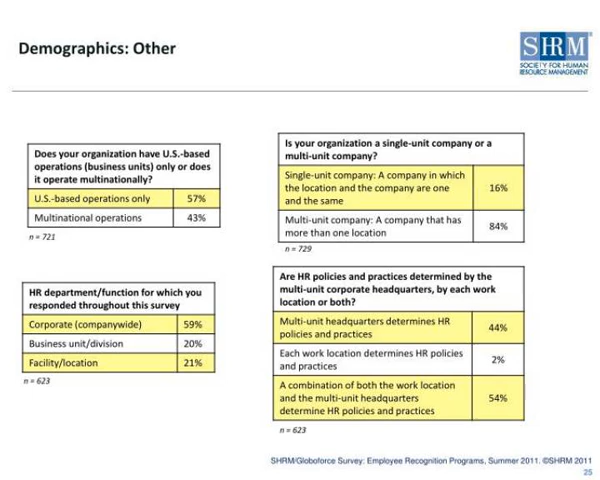 Demographics: Other
SHRM
SOCIETY FOR HUMAN
RESOURCE MANAGEMENT
Does your organization have U.S.-based
operations (business units) only or does
it operate multinationally?
U.S.-based operations only 57%
Multinational operations 43%
n = 721
Is your organization a single-unit company or a
multi-unit company?
Single-unit company: A company in which
the location and the company are one
and the same
16%
Multi-unit company: A company that has
more than one location
84%
n = 729
HR department/function for which you
responded throughout this survey
Corporate (companywide) 59%
Business unit/division 20%
Facility/location 21%
n = 623
Are HR policies and practices determined by the
multi-unit corporate headquarters, by each work
location or both?
Multi-unit headquarters determines HR
policies and practices
44%
Each work location determines HR policies
and practices
2%
A combination of both the work location
and the multi-unit headquarters
determine HR policies and practices
54%
n = 623
SHRM/Globoforce Survey: Employee Recognition Programs, Summer 2011. ©SHRM 2011
25